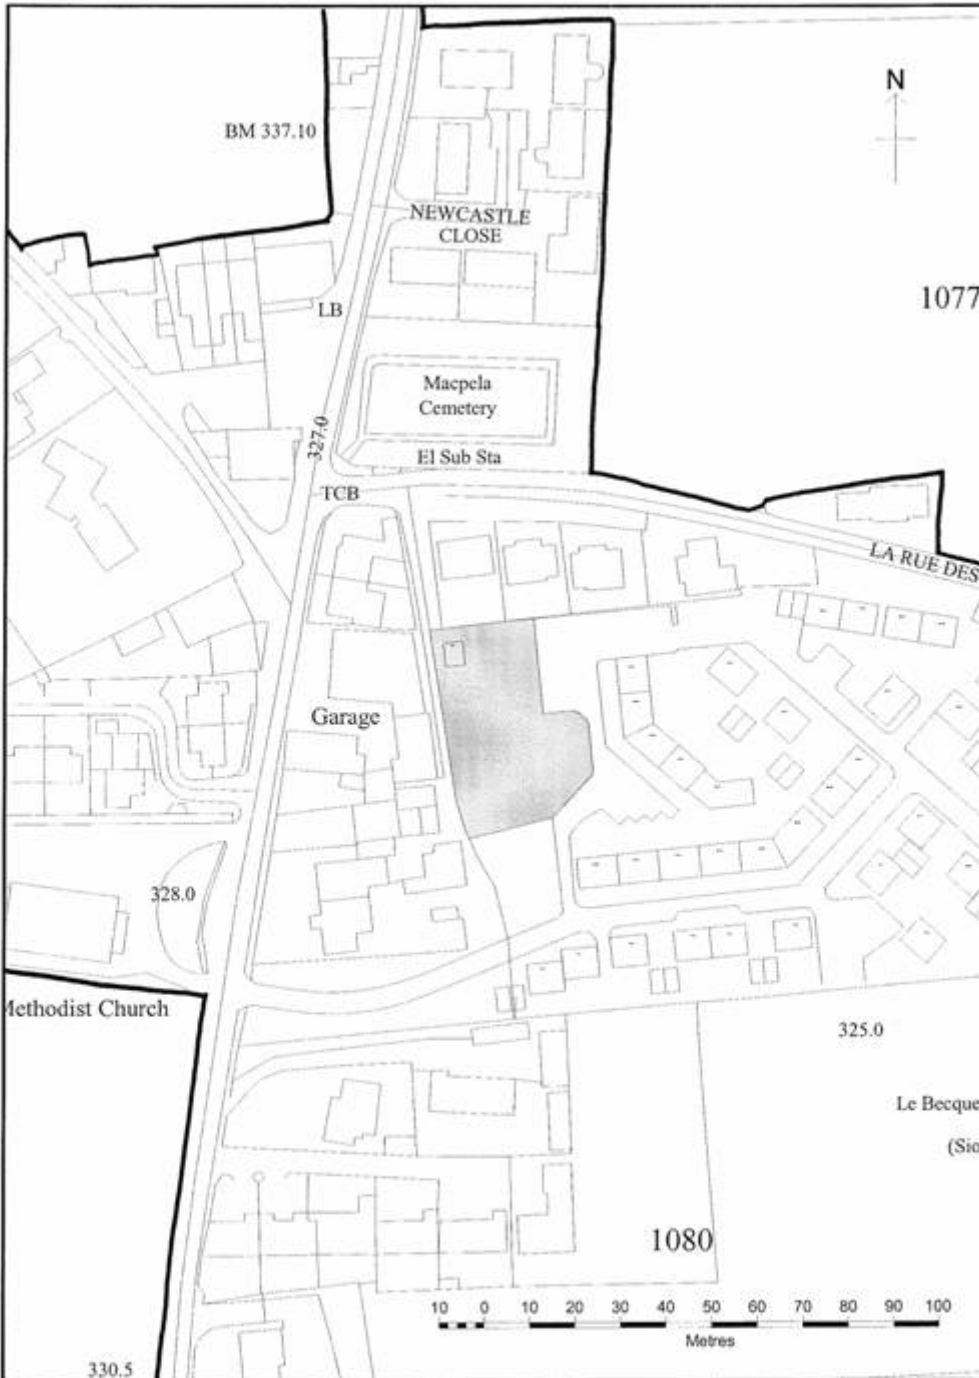 N
BM 337.10
NEWCASTLE
CLOSE
1077
LB
Macpela
Cemetery
327.0
El Sub Sta
TCB
LA RUE DES
Garage
328.0
Methodist Church
325.0
Le Becque
(Sio
1080
10 0 10 20 30 40 50 60 70 80 90 100
Metres
330.5